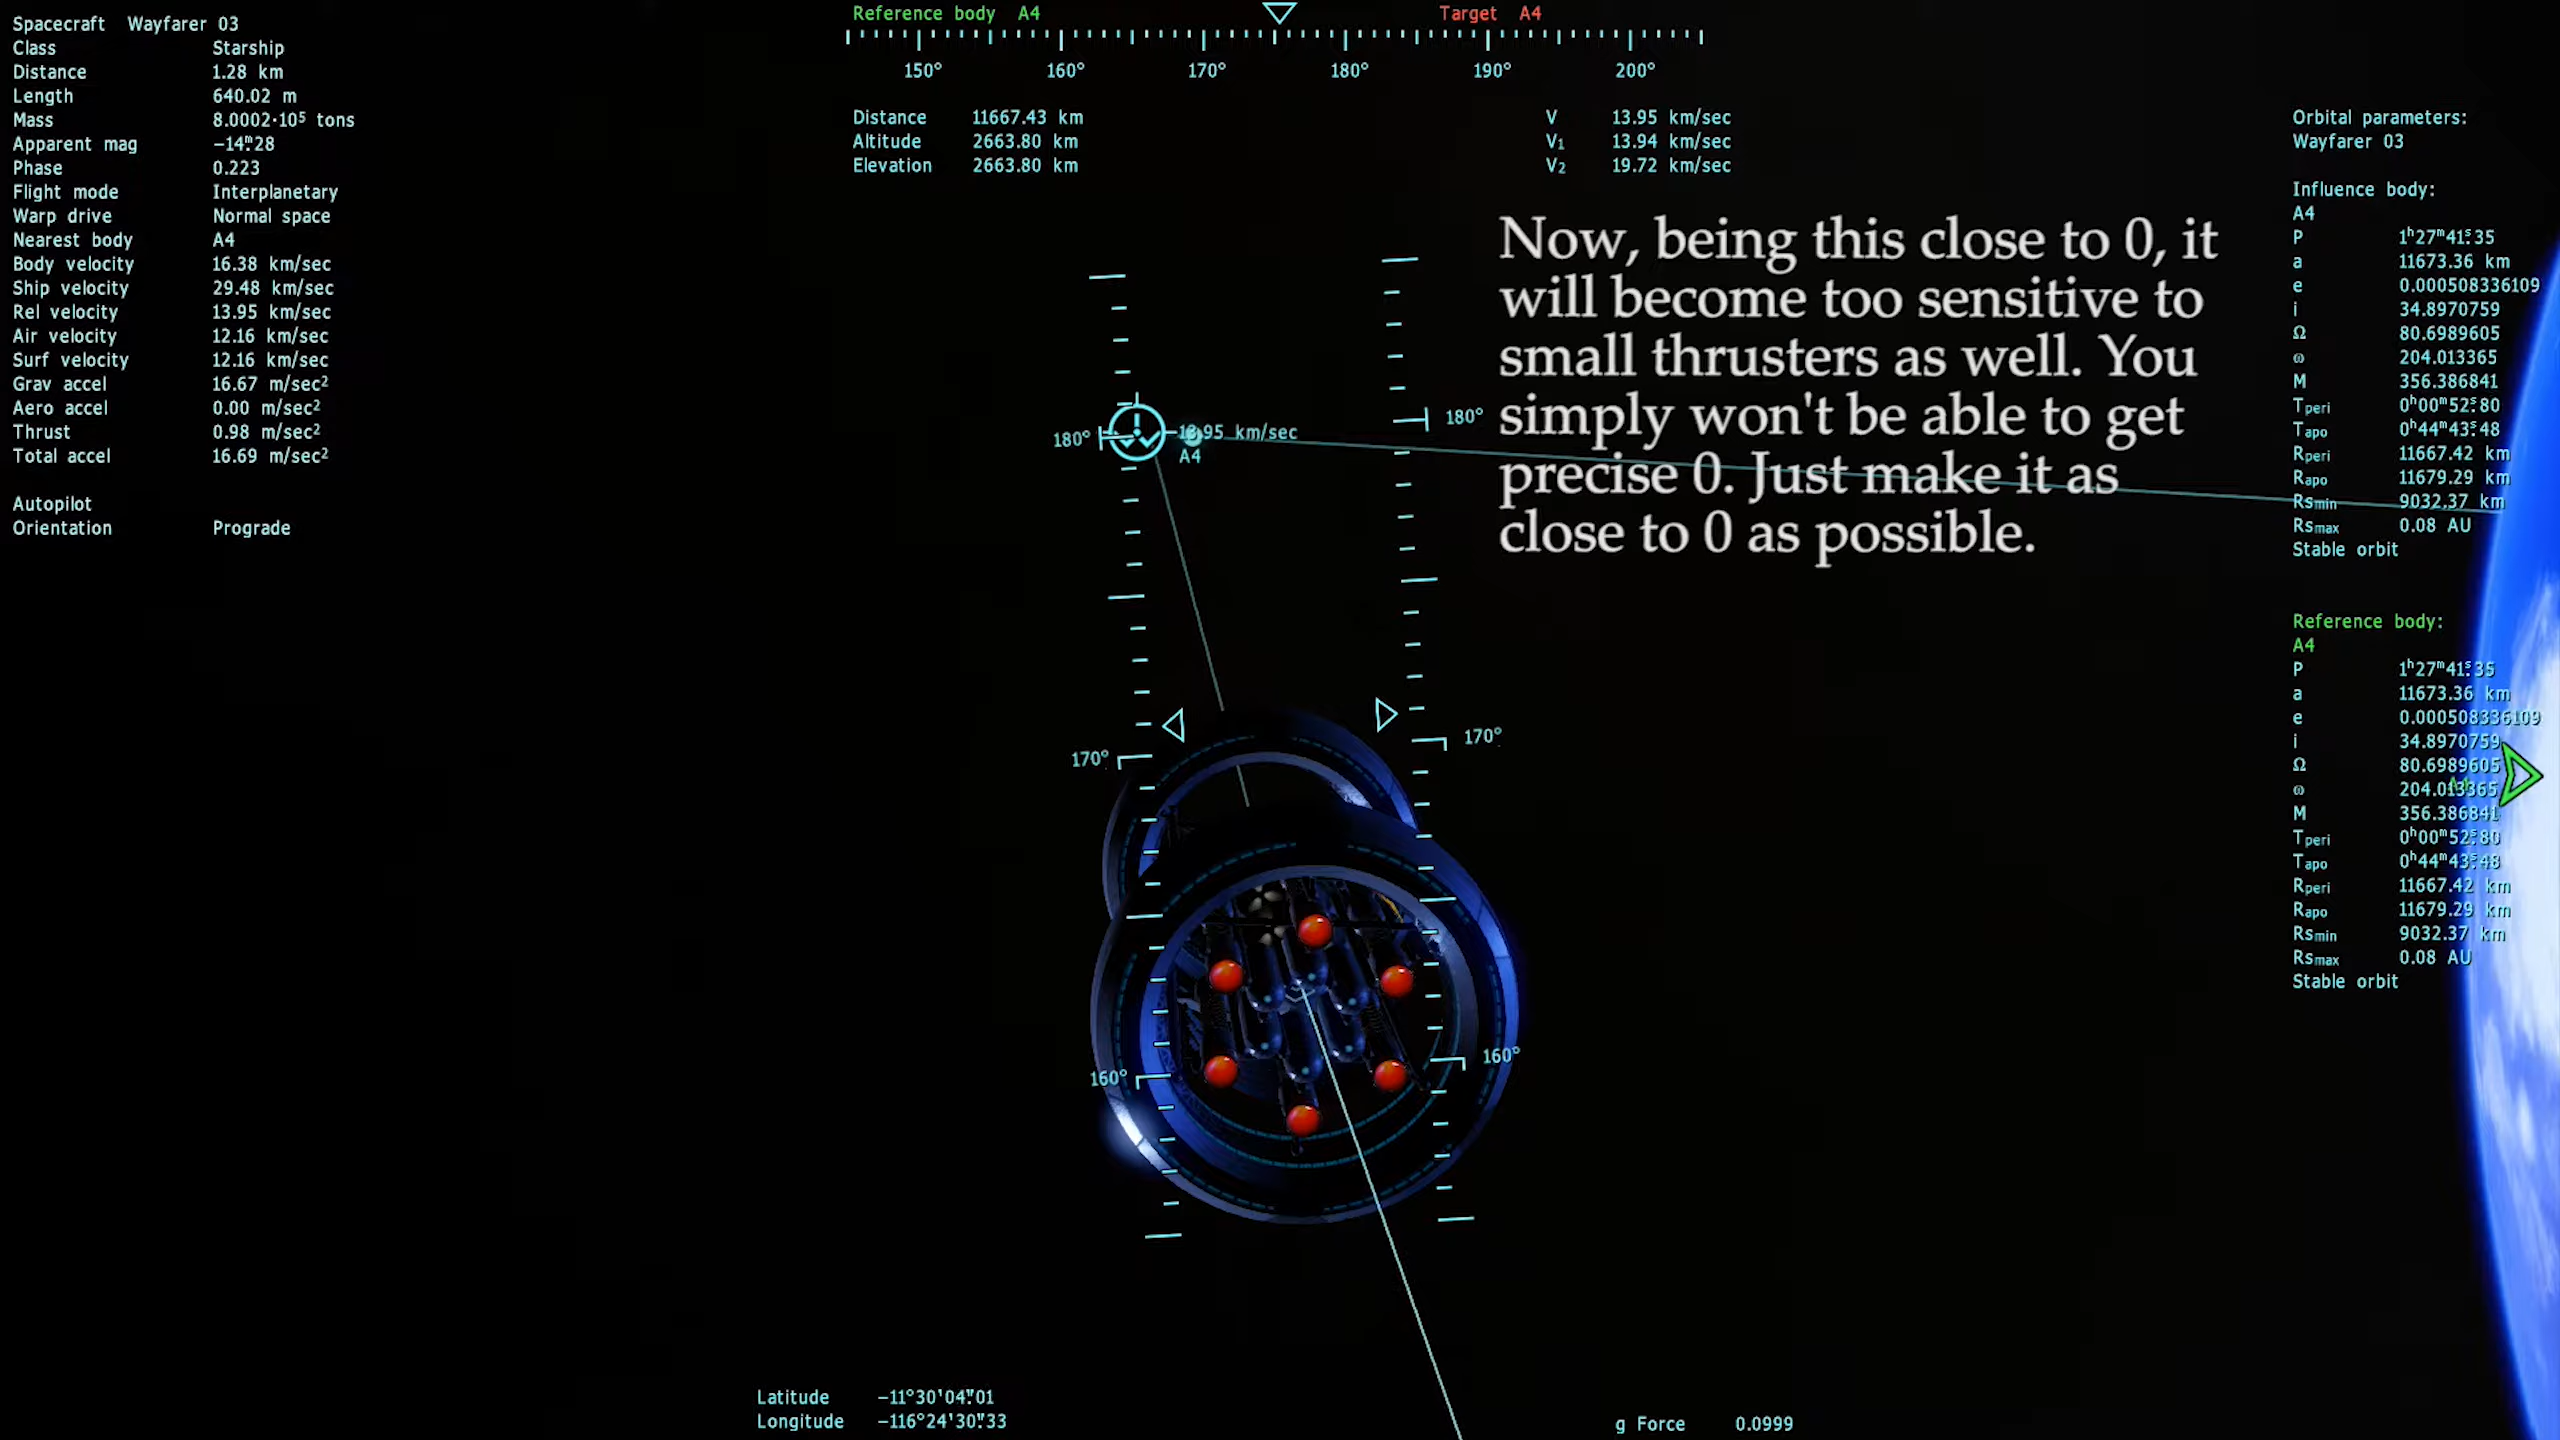 Spacecraft Wayfarer 03
Class Starship
Distance 1.28 km
Length 640.02 m
Mass 8.0002·10⁵ tons
Apparent mag −14ᵐ.28
Phase 0.223
Flight mode Interplanetary
Warp drive Normal space
Nearest body A4
Body velocity 16.38 km/sec
Ship velocity 29.48 km/sec
Rel velocity 13.95 km/sec
Air velocity 12.16 km/sec
Surf velocity 12.16 km/sec
Grav accel 16.67 m/sec²
Aero accel 0.00 m/sec²
Thrust 0.98 m/sec²
Total accel 16.69 m/sec²
Autopilot
Orientation Prograde
Reference body A4
Target A4
150° 160° 170° 180° 190° 200°
Distance 11667.43 km
Altitude 2663.80 km
Elevation 2663.80 km
V 13.95 km/sec
V₁ 13.94 km/sec
V₂ 19.72 km/sec
Now, being this close to 0, it
will become too sensitive to
small thrusters as well. You
simply won't be able to get
precise 0. Just make it as
close to 0 as possible.
180° 13.95 km/sec 180°
A4
170° 170°
160° 160°
Orbital parameters:
Wayfarer 03
Influence body:
A4
P 1ʰ27ᵐ41ˢ.35
a 11673.36 km
e 0.000508336109
i 34.8970759
Ω 80.6989605
ω 204.013365
M 356.386841
Tperi 0ʰ00ᵐ52ˢ.80
Tapo 0ʰ44ᵐ43ˢ.48
Rperi 11667.42 km
Rapo 11679.29 km
Rsmin 9032.37 km
Rsmax 0.08 AU
Stable orbit
Reference body:
A4
P 1ʰ27ᵐ41ˢ.35
a 11673.36 km
e 0.000508336109
i 34.8970759
Ω 80.6989605
ω 204.013365
M 356.386841
Tperi 0ʰ00ᵐ52ˢ.80
Tapo 0ʰ44ᵐ43ˢ.48
Rperi 11667.42 km
Rapo 11679.29 km
Rsmin 9032.37 km
Rsmax 0.08 AU
Stable orbit
Latitude −11°30'04".01
Longitude −116°24'30".33
g Force 0.0999